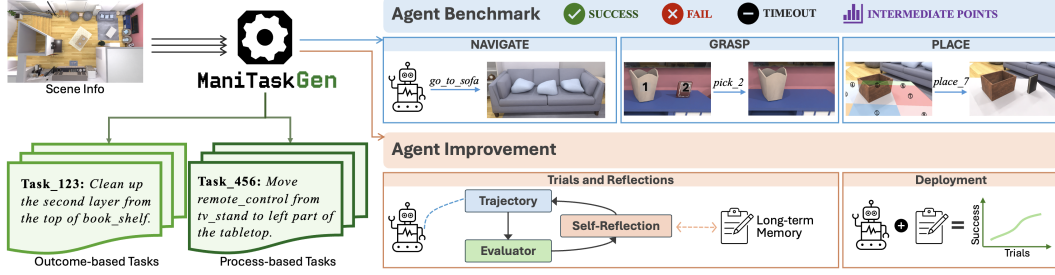 Scene Info
ManiTaskGen
Task_123: Clean up
the second layer from
the top of book_shelf.
Outcome-based Tasks
Task_456: Move
remote_control from
tv_stand to left part of
the tabletop.
Process-based Tasks
Agent Benchmark
SUCCESS
FAIL
TIMEOUT
INTERMEDIATE POINTS
NAVIGATE
go_to_sofa
GRASP
1
2
pick_2
PLACE
place_7
Agent Improvement
Trials and Reflections
Trajectory
Self-Reflection
Evaluator
Long-term
Memory
Deployment
Success
Trials